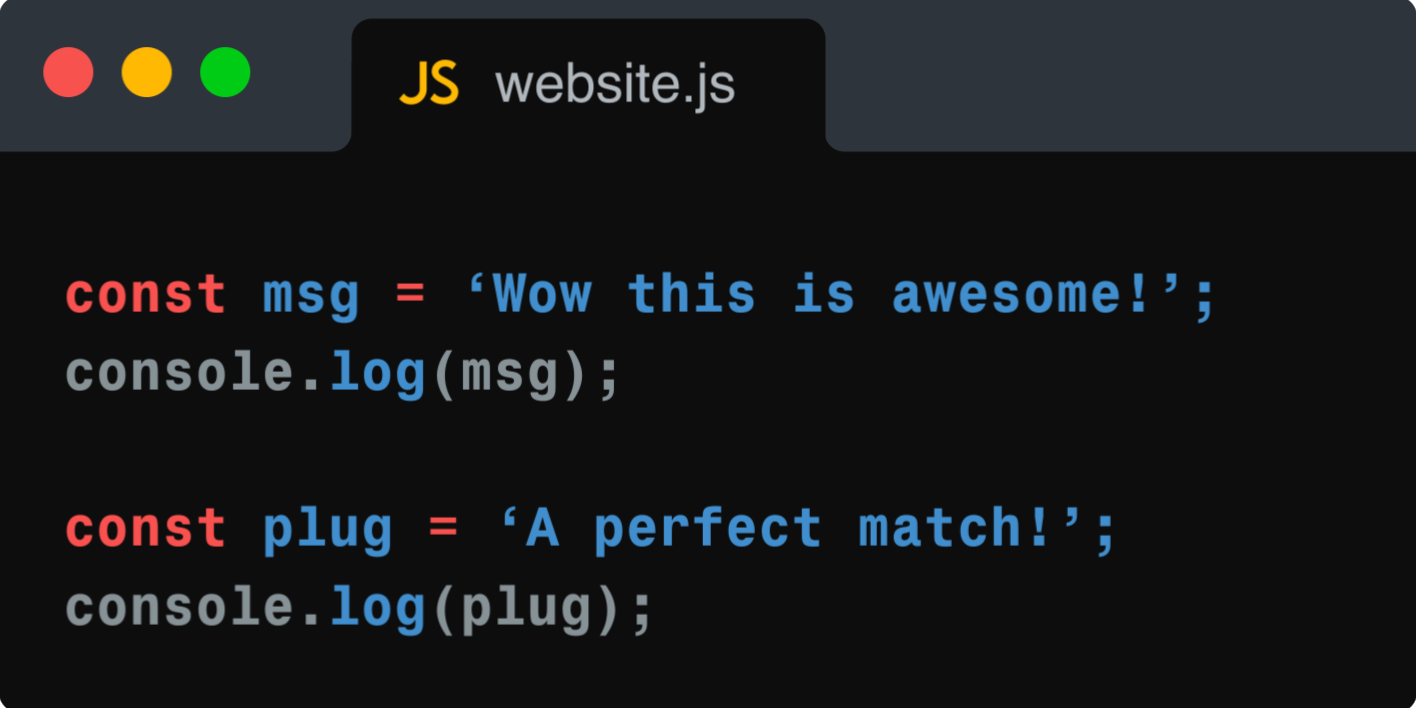 JS website.js
const msg = ‘Wow this is awesome!’;
console.log(msg);
const plug = ‘A perfect match!’;
console.log(plug);